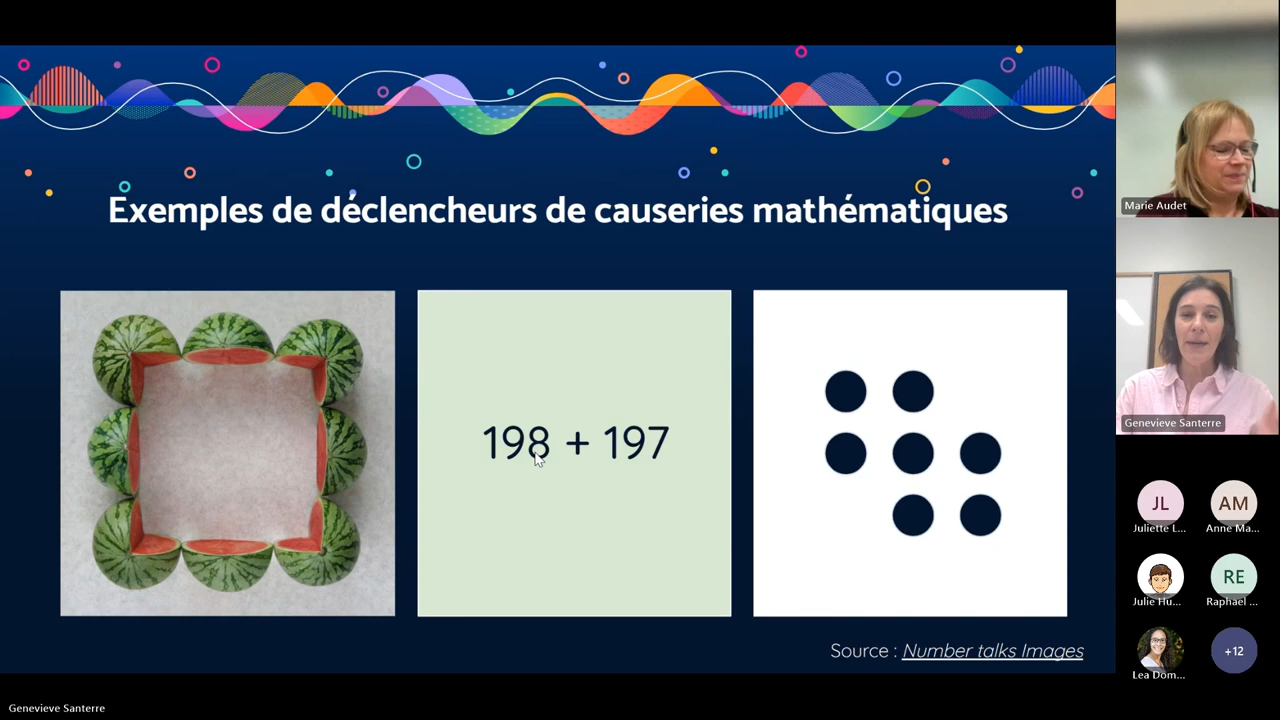 Exemples de déclencheurs de causeries mathématiques
198 + 197
Source : Number talks Images
Marie Audet
Genevieve Santerre
JL
AM
Juliette L...
Anne Ma...
RE
Julie Hu...
Raphael ...
+12
Lea Dom...
Genevieve Santerre